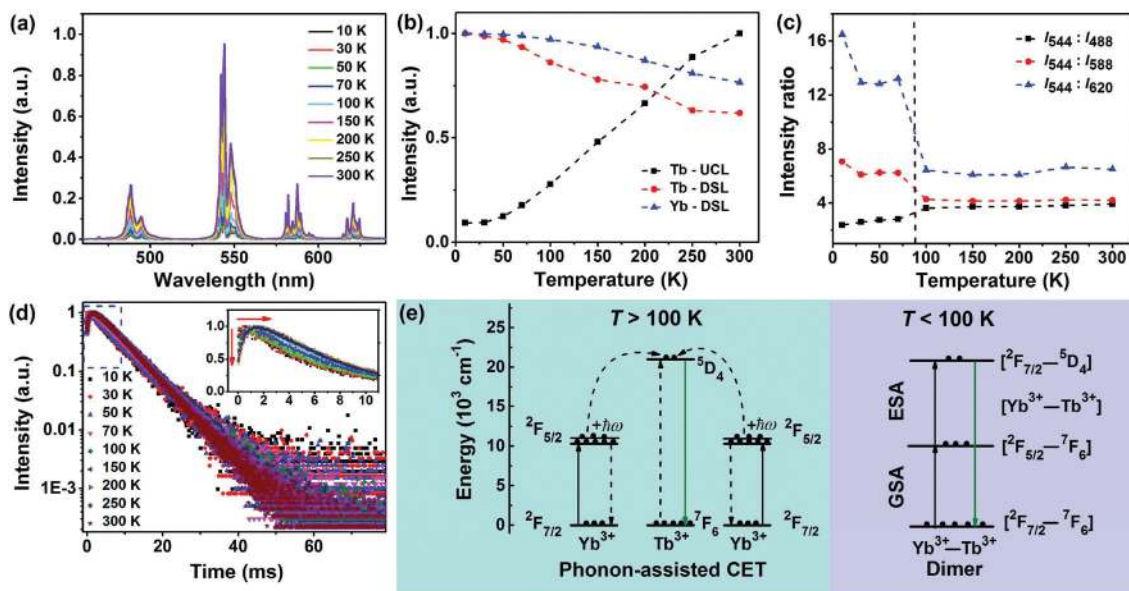 (a)
1.0
0.8
0.6
0.4
0.2
0.0
Intensity (a.u.)
500
550
600
650
Wavelength (nm)
10 K
30 K
50 K
70 K
100 K
150 K
200 K
250 K
300 K
(b)
1.0
0.5
0.0
Intensity (a.u.)
0
50
100
150
200
250
300
Temperature (K)
Tb - UCL
Tb - DSL
Yb - DSL
(c)
16
12
8
4
Intensity ratio
0
50
100
150
200
250
300
Temperature (K)
I544 : I488
I544 : I588
I544 : I620
(d)
1
0.1
0.01
1E-3
Intensity (a.u.)
0
20
40
60
Time (ms)
10 K
30 K
50 K
70 K
100 K
150 K
200 K
250 K
300 K
1.0
0.5
0.0
0
2
4
6
8
10
(e)
T > 100 K
25
20
15
10
5
0
Energy (10³ cm⁻¹)
⁵D₄
+ħω
+ħω
²F₅/₂
²F₅/₂
²F₇/₂
⁷F₆
²F₇/₂
Yb³⁺
Tb³⁺
Yb³⁺
Phonon-assisted CET
T < 100 K
ESA
GSA
[²F₇/₂—⁵D₄]
[Yb³⁺—Tb³⁺]
[²F₅/₂—⁷F₆]
[²F₇/₂—⁷F₆]
Yb³⁺—Tb³⁺
Dimer